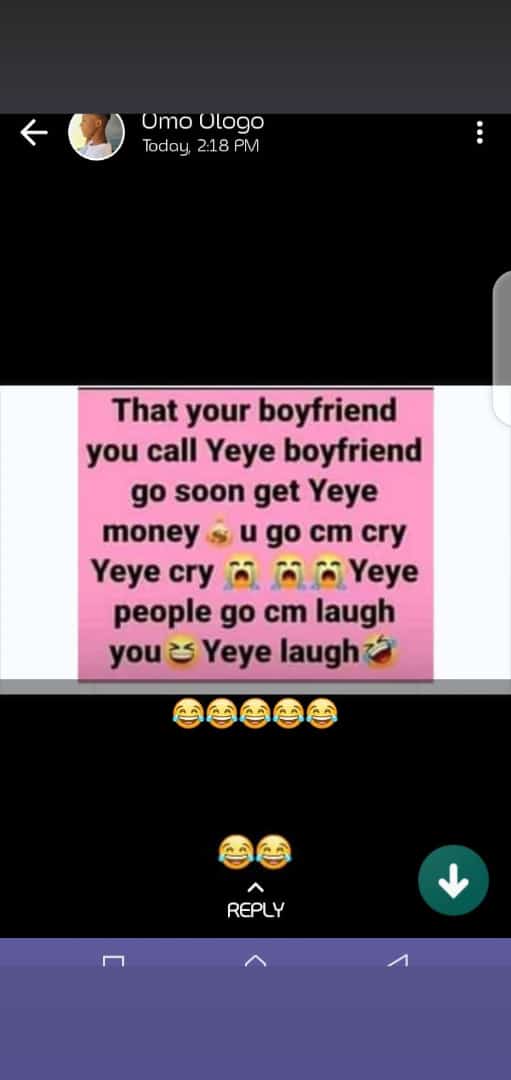 Omo Ologo
Today, 2:18 PM
That your boyfriend
you call Yeye boyfriend
go soon get Yeye
money💰u go cm cry
Yeye cry 😭 😭😭Yeye
people go cm laugh
you😆Yeye laugh🤣
😂😂😂😂😂
😂😂
REPLY